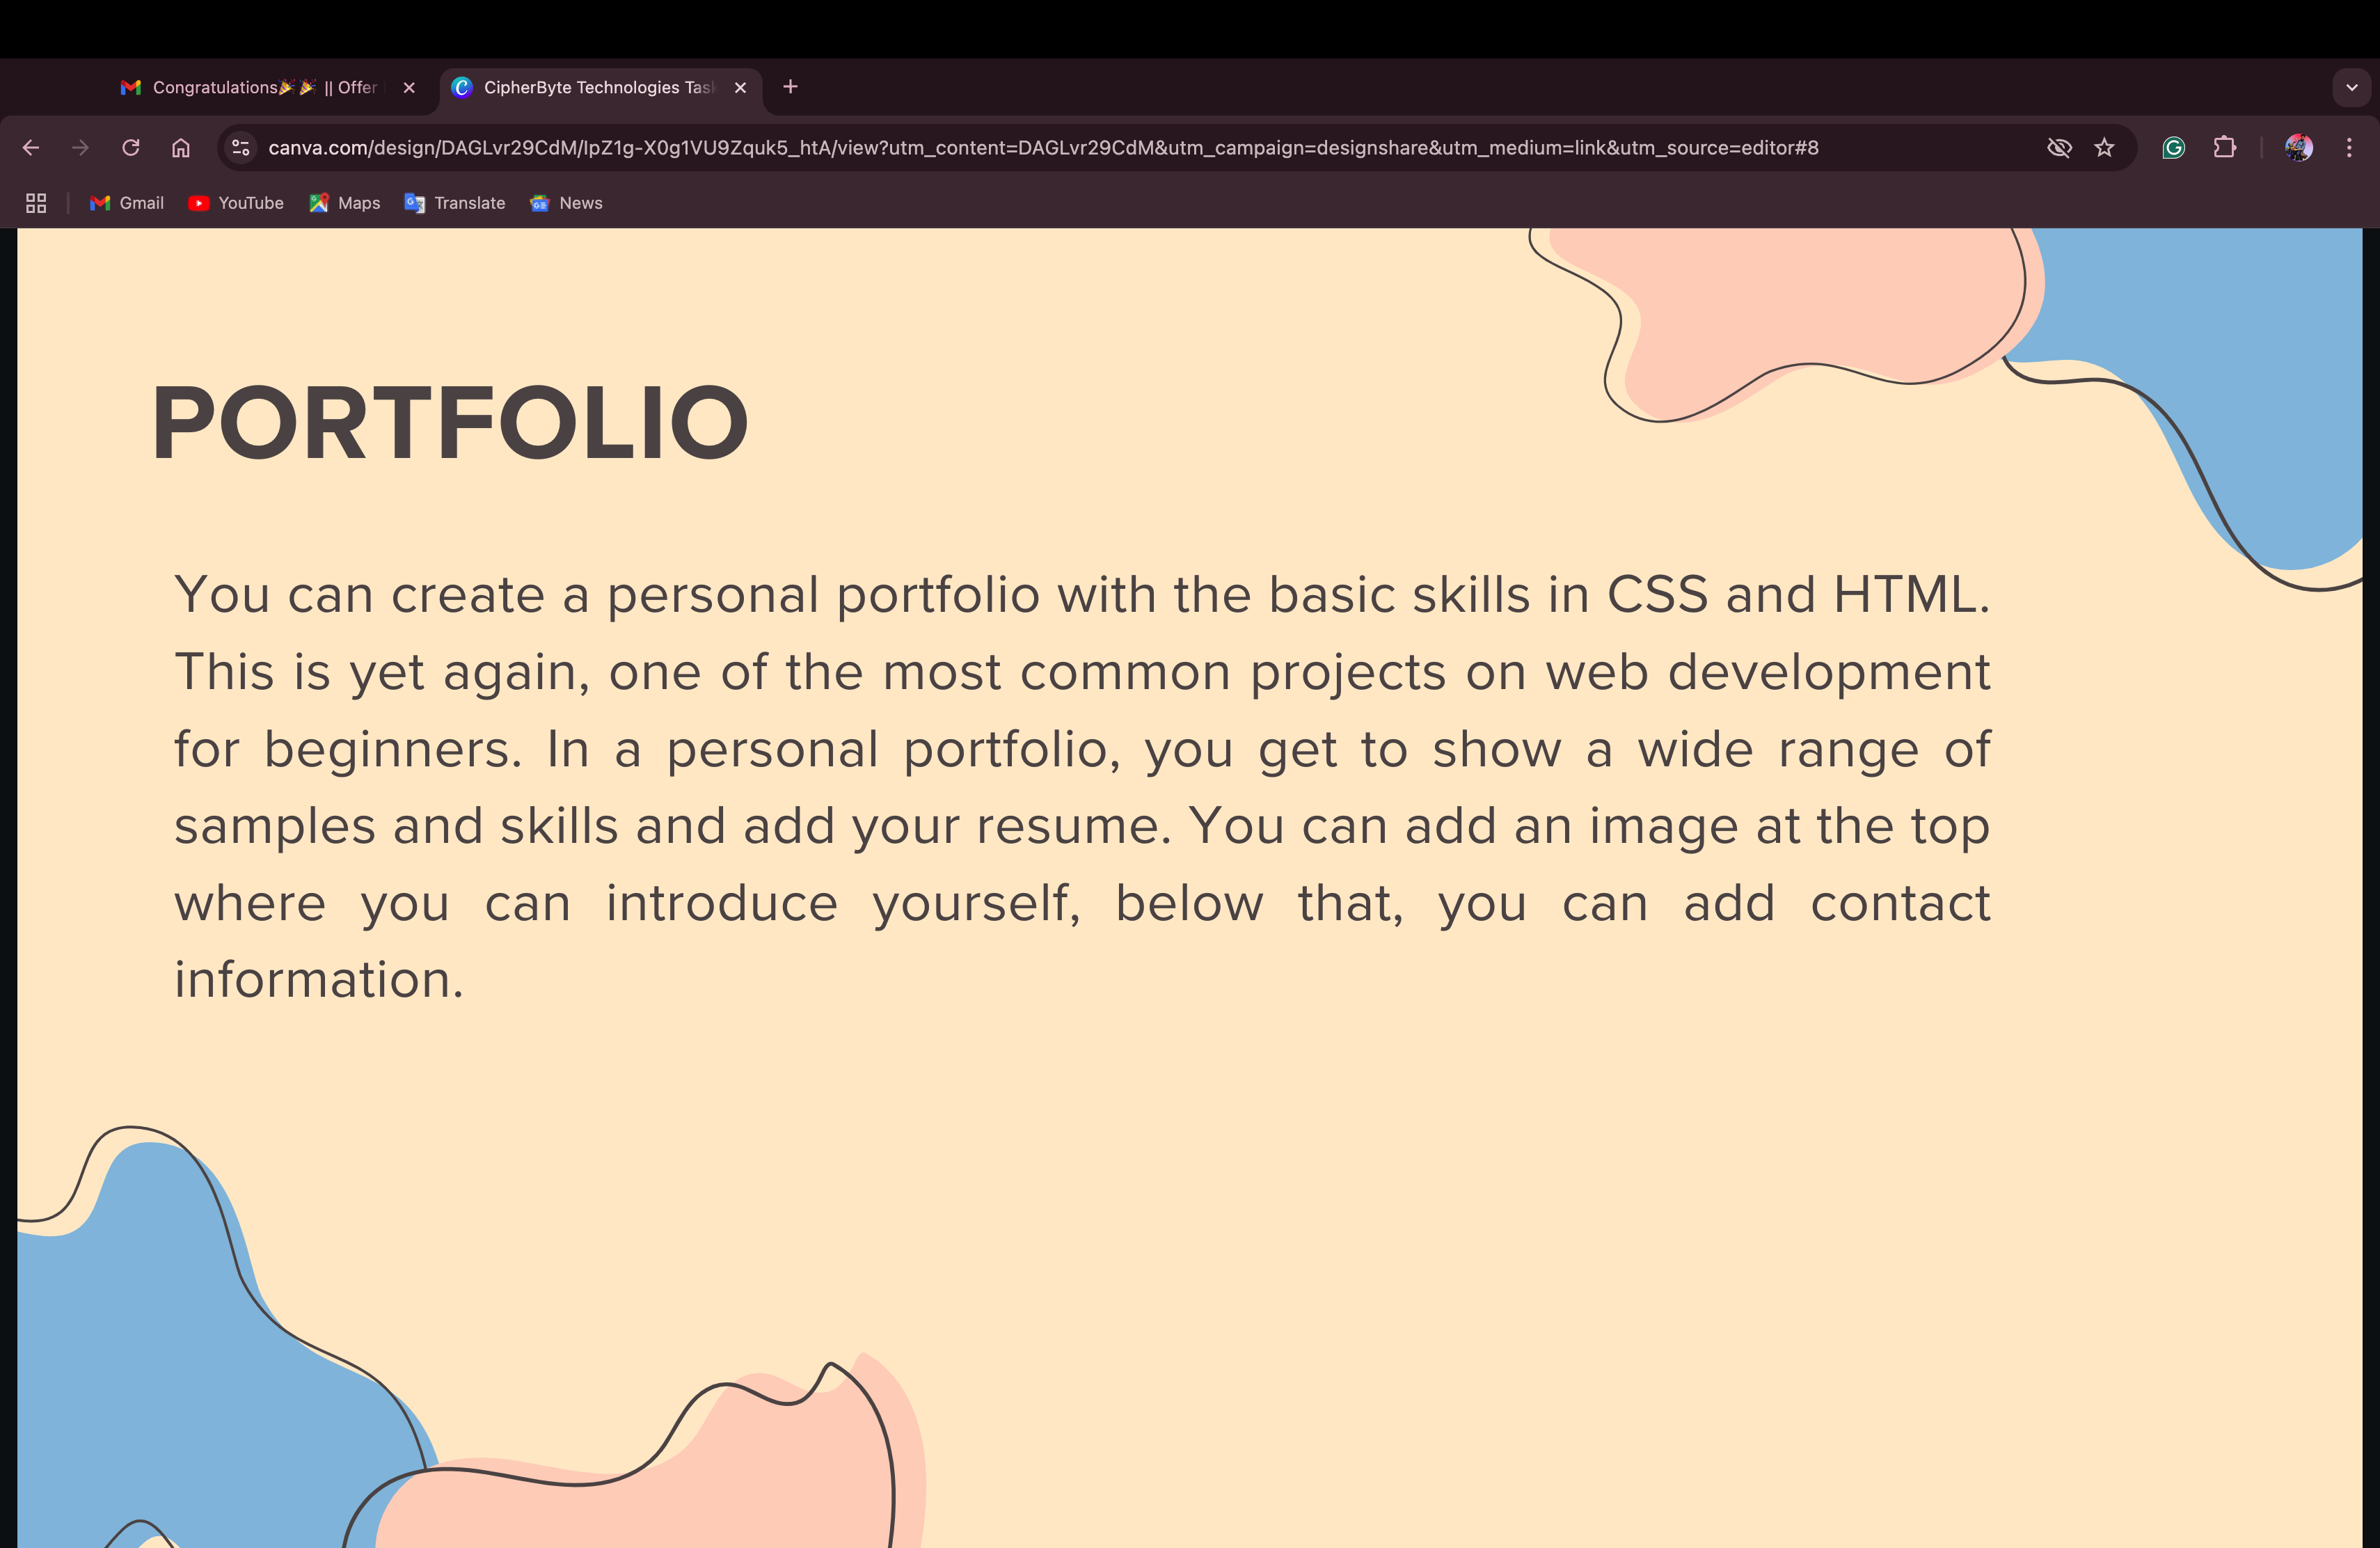 Congratulations🎉🎉 || Offer
CipherByte Technologies Tas
canva.com/design/DAGLvr29CdM/IpZ1g-X0g1VU9Zquk5_htA/view?utm_content=DAGLvr29CdM&utm_campaign=designshare&utm_medium=link&utm_source=editor#8
Gmail YouTube Maps Translate News
PORTFOLIO
You can create a personal portfolio with the basic skills in CSS and HTML.
This is yet again, one of the most common projects on web development
for beginners. In a personal portfolio, you get to show a wide range of
samples and skills and add your resume. You can add an image at the top
where you can introduce yourself, below that, you can add contact
information.